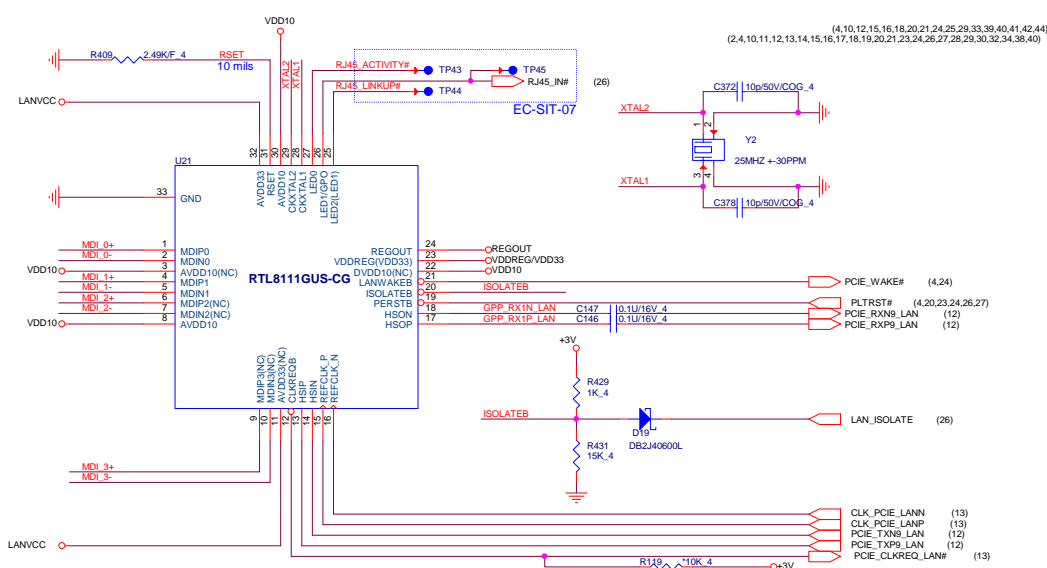 VDD10
(4,10,12,15,16,18,20,21,24,25,29,33,39,40,41,42,44)
(2,4,10,11,12,13,14,15,16,17,18,19,20,21,23,24,26,27,28,29,30,32,34,38,40)
R409 2.49K/F_4 RSET
10 mils
XTAL2
XTAL1
RJ45_ACTIVITY# TP43 TP45
RJ45_IN# (26)
RJ45_LINKUP# TP44
EC-SIT-07
LANVCC
C372 10p/50V/COG_4
XTAL2
1 2
Y2
25MHZ +-30PPM
3 4
XTAL1
C378 10p/50V/COG_4
U21
32 31 30 29 28 27 26 25
AVDD33
RSET
AVDD10
CKXTAL2
CKXTAL1
LED0
LED1/GPO
LED2(LED1)
33 GND
RTL8111GUS-CG
MDI_0+ 1 MDIP0
MDI_0- 2 MDIN0
VDD10 3 AVDD10(NC)
MDI_1+ 4 MDIP1
MDI_1- 5 MDIN1
MDI_2+ 6 MDIP2(NC)
MDI_2- 7 MDIN2(NC)
VDD10 8 AVDD10
REGOUT 24 REGOUT
VDDREG(VDD33) 23 VDDREG/VDD33
DVDD10(NC) 22 VDD10
LANWAKEB 21 PCIE_WAKE# (4,24)
ISOLATEB 20 ISOLATEB
PERSTB 19 PLTRST# (4,20,23,24,26,27)
HSON 18 GPP_RX1N_LAN C147 0.1U/16V_4 PCIE_RXN9_LAN (12)
HSOP 17 GPP_RX1P_LAN C146 0.1U/16V_4 PCIE_RXP9_LAN (12)
MDIP3(NC)
MDIN3(NC)
AVDD33(NC)
CLKREQB
HSIP
HSIN
REFCLK_P
REFCLK_N
9 10 11 12 13 14 15 16
+3V
R429
1K_4
ISOLATEB
D19
DB2J40600L
LAN_ISOLATE (26)
R431
15K_4
MDI_3+
MDI_3-
LANVCC
CLK_PCIE_LANN (13)
CLK_PCIE_LANP (13)
PCIE_TXN9_LAN (12)
PCIE_TXP9_LAN (12)
PCIE_CLKREQ_LAN# (13)
R119 *10K_4 +3V